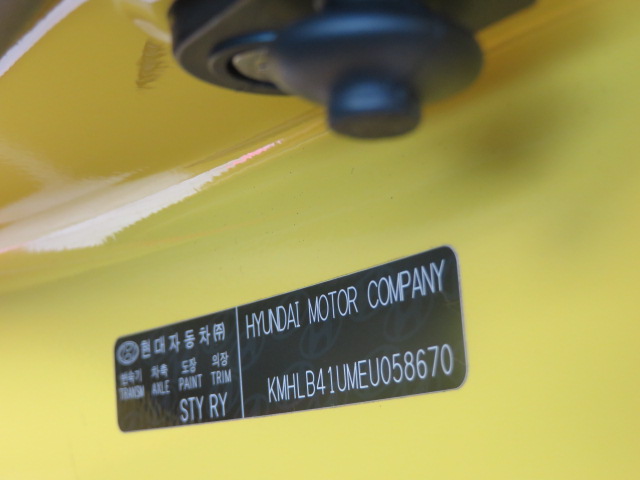 현대자동차㈜
변속기 차축 도장 의장
TRANSM AXLE PAINT TRIM
STY RY
HYUNDAI MOTOR COMPANY
KMHLB41UMEU058670